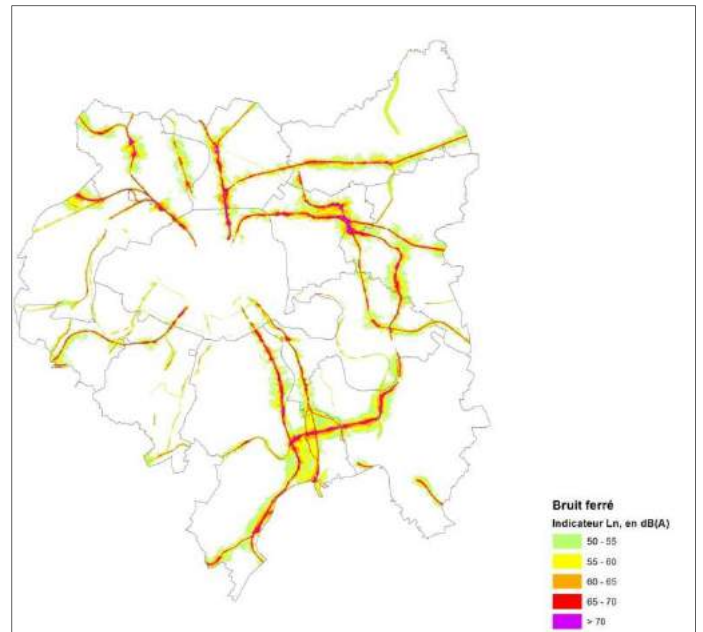 Bruit ferré
Indicateur Ln, en dB(A)
50 - 55
55 - 60
60 - 65
65 - 70
> 70